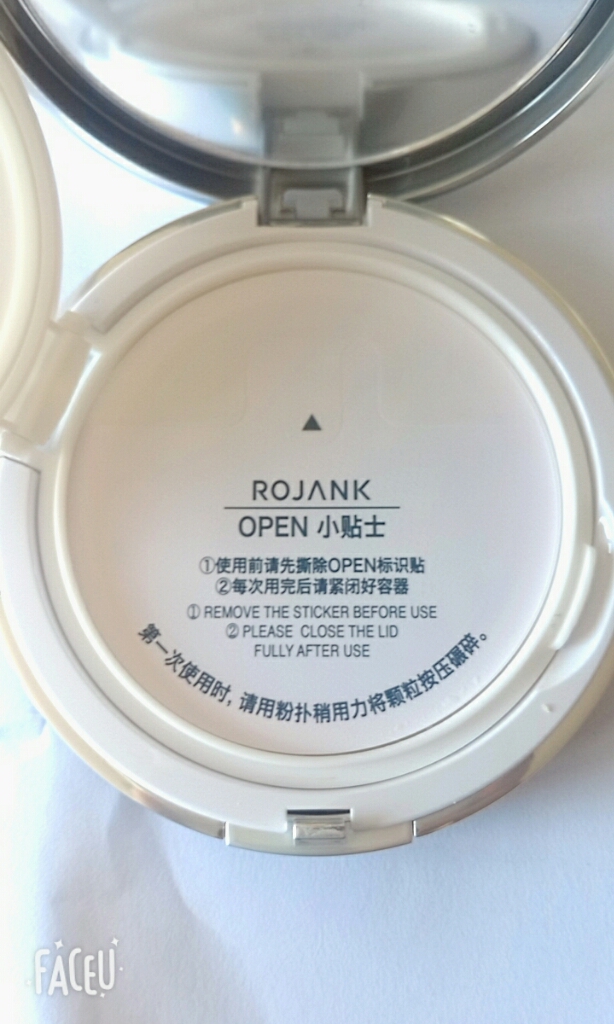 ▲
ROJANK
OPEN 小贴士
①使用前请先撕除OPEN标识贴
②每次用完后请紧闭好容器
① REMOVE THE STICKER BEFORE USE
② PLEASE CLOSE THE LID
FULLY AFTER USE
第一次使用时，请用粉扑稍用力将颗粒按压碾碎。
FACEU